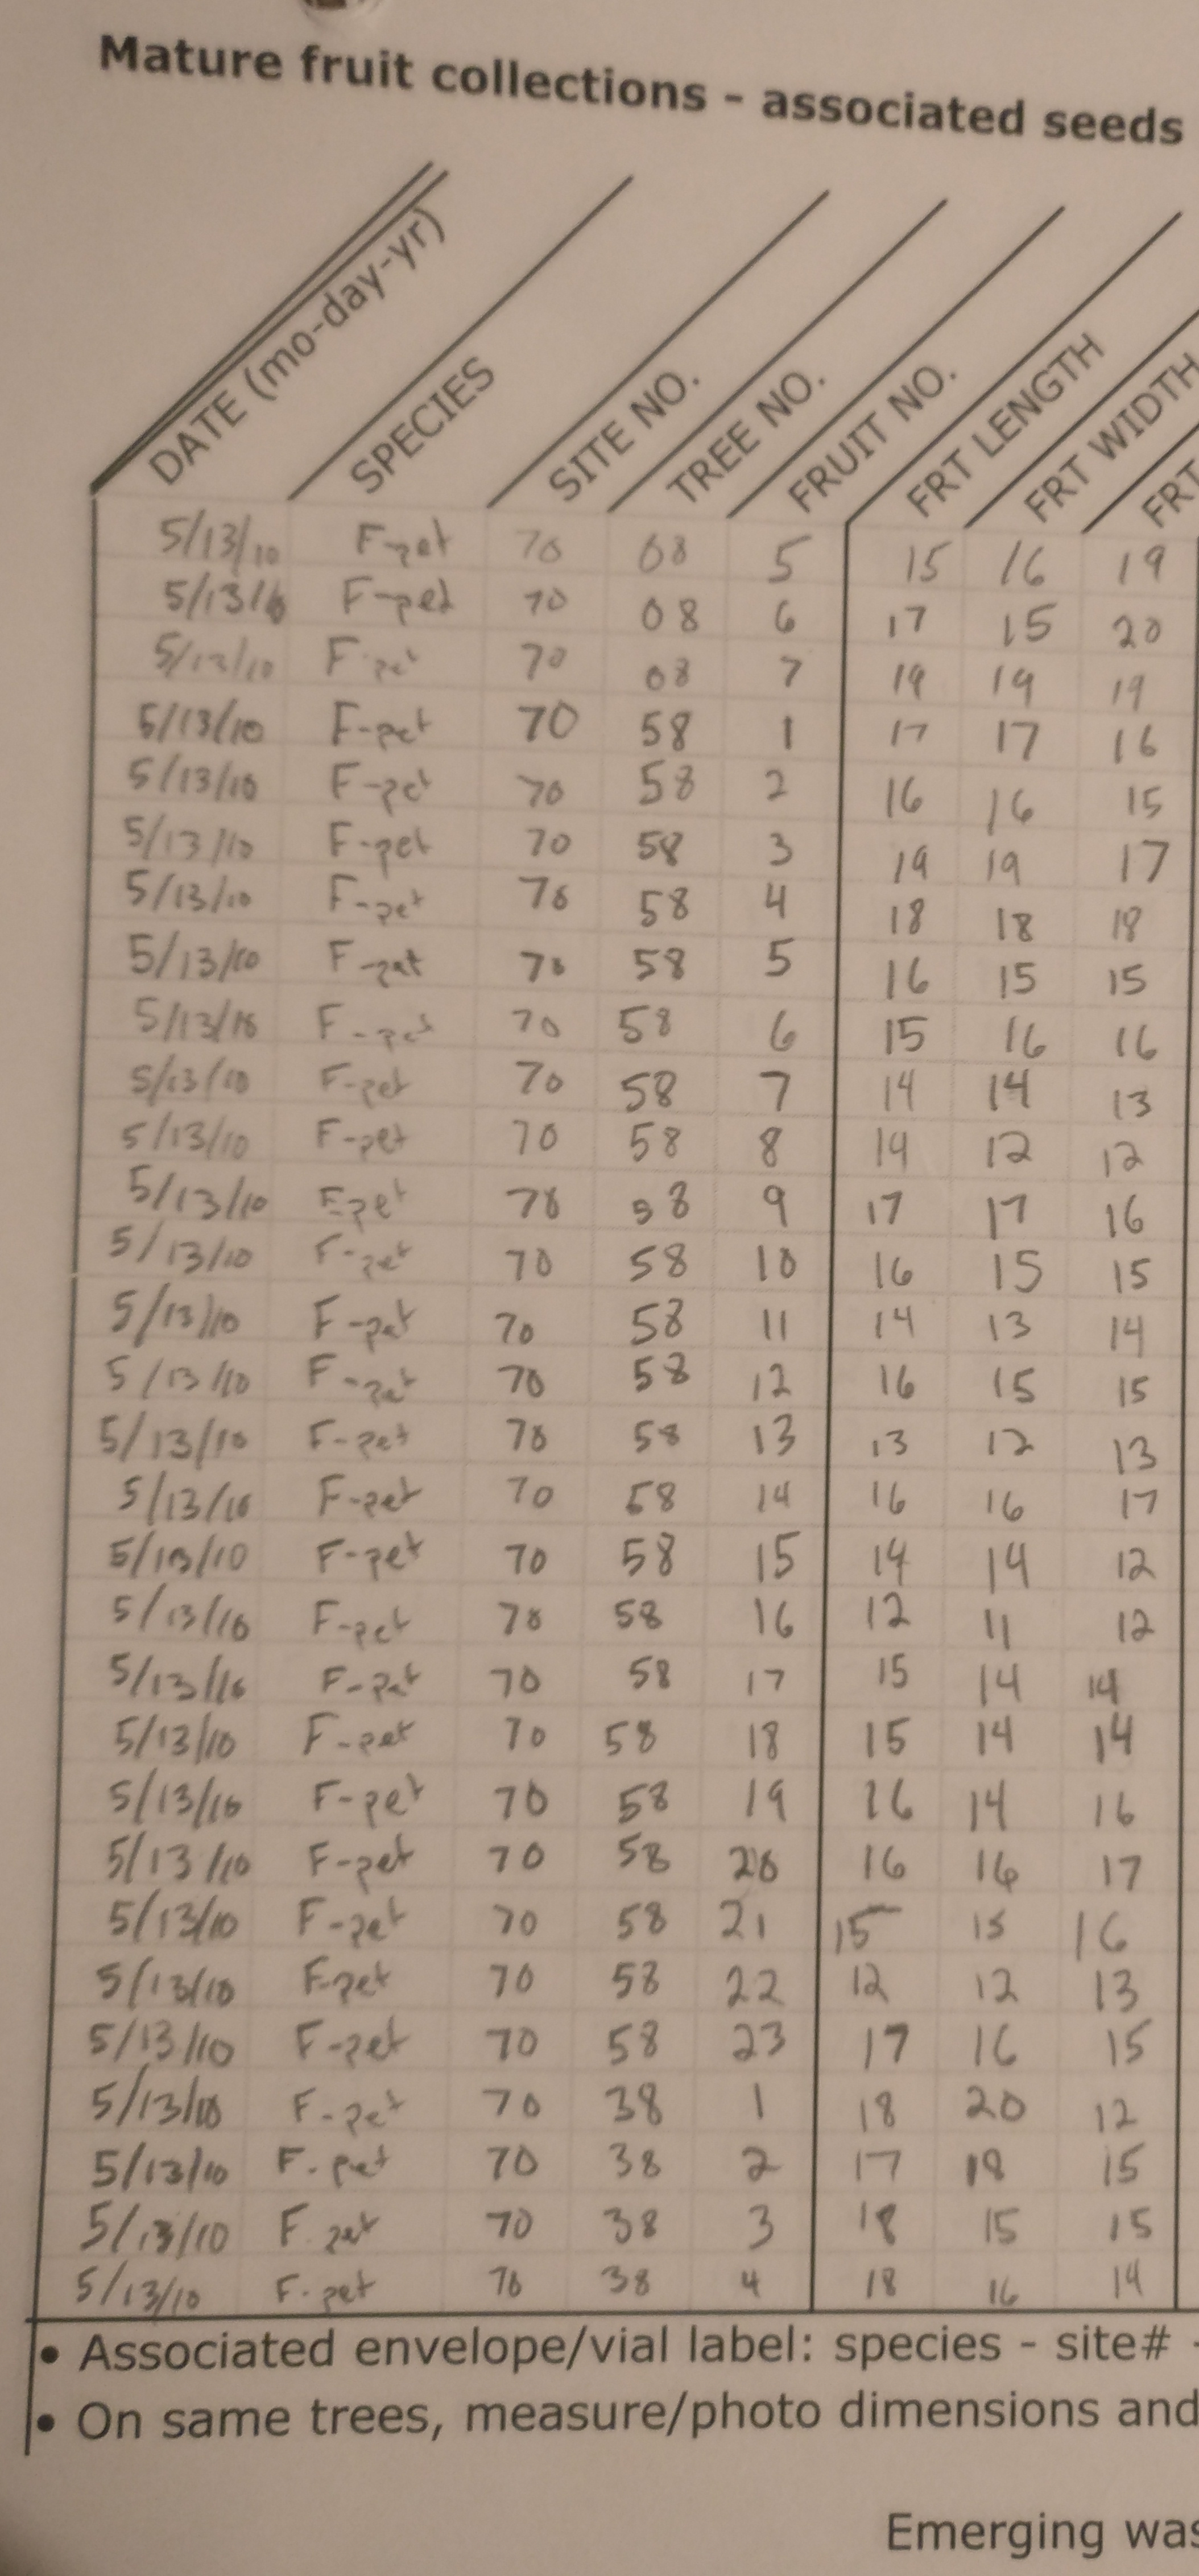 Mature fruit collections - associated seeds
DATE (mo-day-yr) SPECIES SITE NO. TREE NO. FRUIT NO. FRT LENGTH FRT WIDTH FRT
5/13/10 F-pet 70 08 5 15 16 19
5/13/10 F-pet 70 08 6 17 15 20
5/13/10 F-pet 70 08 7 19 19 19
5/13/10 F-pet 70 58 1 17 17 16
5/13/10 F-pet 70 58 2 16 16 15
5/13/10 F-pet 70 58 3 19 19 17
5/13/10 F-pet 70 58 4 18 18 18
5/13/10 F-pet 70 58 5 16 15 15
5/13/10 F-pet 70 58 6 15 16 16
5/13/10 F-pet 70 58 7 14 14 13
5/13/10 F-pet 70 58 8 14 12 12
5/13/10 F-pet 70 58 9 17 17 16
5/13/10 F-pet 70 58 10 16 15 15
5/13/10 F-pet 70 58 11 14 13 14
5/13/10 F-pet 70 58 12 16 15 15
5/13/10 F-pet 70 58 13 13 12 13
5/13/10 F-pet 70 58 14 16 16 17
5/13/10 F-pet 70 58 15 14 14 12
5/13/10 F-pet 70 58 16 12 11 12
5/13/10 F-pet 70 58 17 15 14 14
5/13/10 F-pet 70 58 18 15 14 14
5/13/10 F-pet 70 58 19 16 14 16
5/13/10 F-pet 70 58 20 16 16 17
5/13/10 F-pet 70 58 21 15 15 16
5/13/10 F-pet 70 58 22 12 12 13
5/13/10 F-pet 70 58 23 17 16 15
5/13/10 F-pet 70 38 1 18 20 12
5/13/10 F-pet 70 38 2 17 18 15
5/13/10 F-pet 70 38 3 18 15 15
5/13/10 F-pet 70 38 4 18 16 14
• Associated envelope/vial label: species - site# -
• On same trees, measure/photo dimensions and
Emerging was